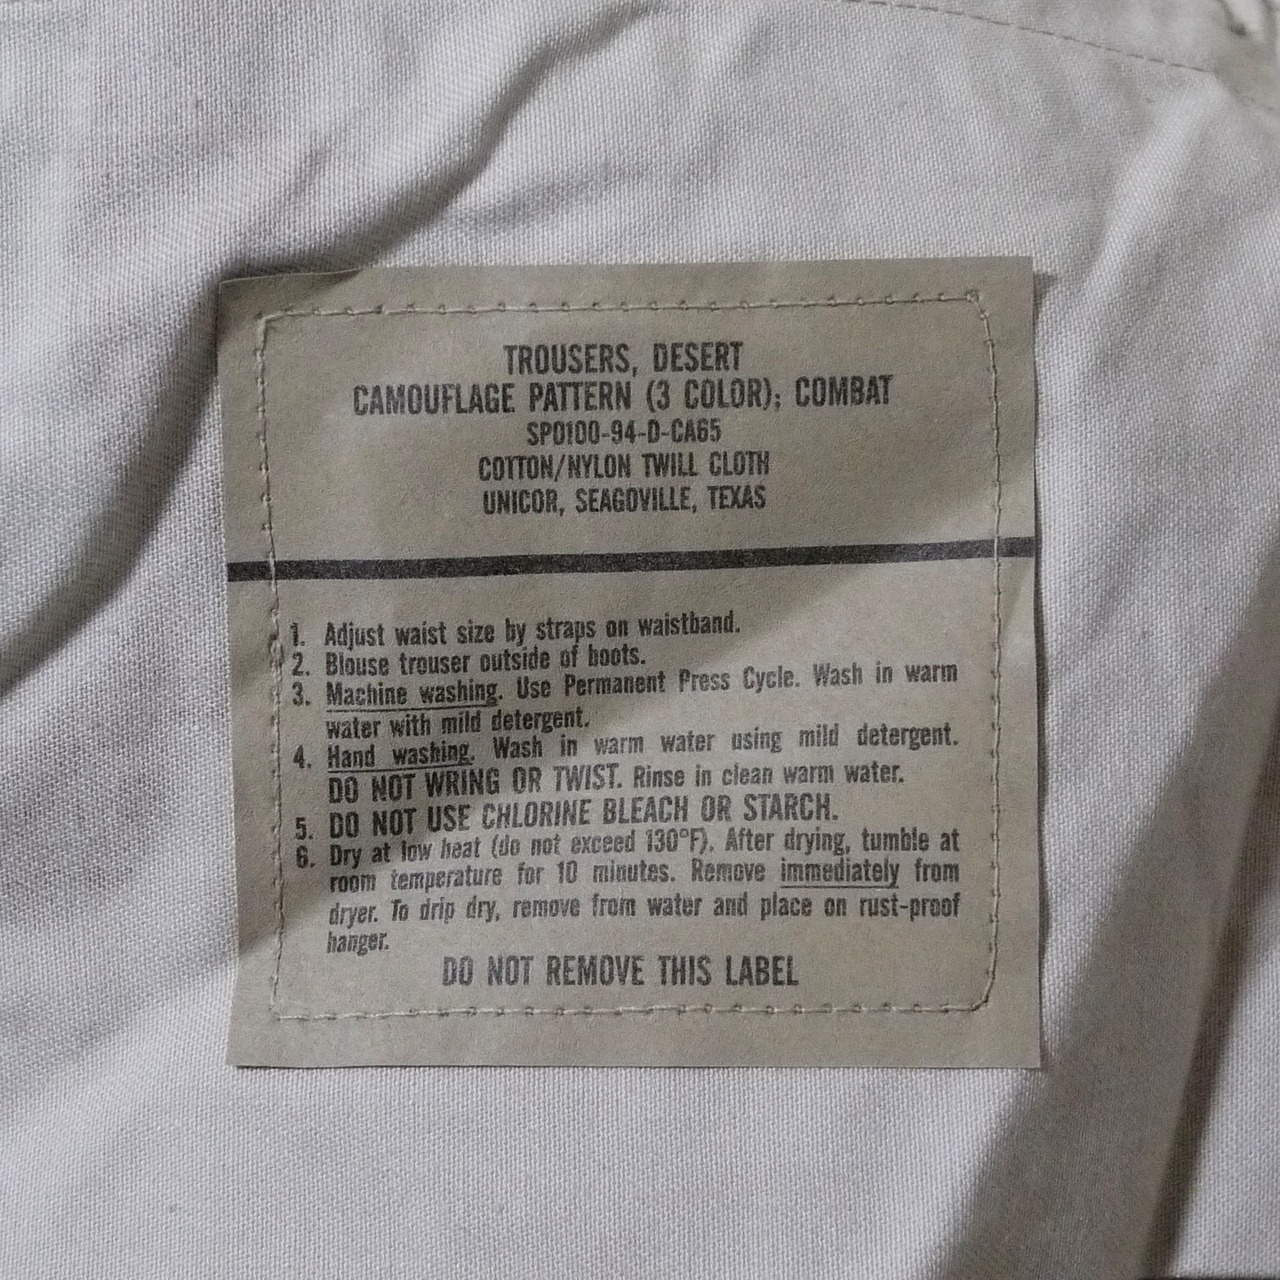 TROUSERS, DESERT
CAMOUFLAGE PATTERN (3 COLOR); COMBAT
SPO100-94-D-CA65
COTTON/NYLON TWILL CLOTH
UNICOR, SEAGOVILLE, TEXAS
1. Adjust waist size by straps on waistband.
2. Blouse trouser outside of boots.
3. Machine washing. Use Permanent Press Cycle. Wash in warm
water with mild detergent.
4. Hand washing. Wash in warm water using mild detergent.
DO NOT WRING OR TWIST. Rinse in clean warm water.
5. DO NOT USE CHLORINE BLEACH OR STARCH.
6. Dry at low heat (do not exceed 130°F). After drying, tumble at
room temperature for 10 minutes. Remove immediately from
dryer. To drip dry, remove from water and place on rust-proof
hanger.
DO NOT REMOVE THIS LABEL